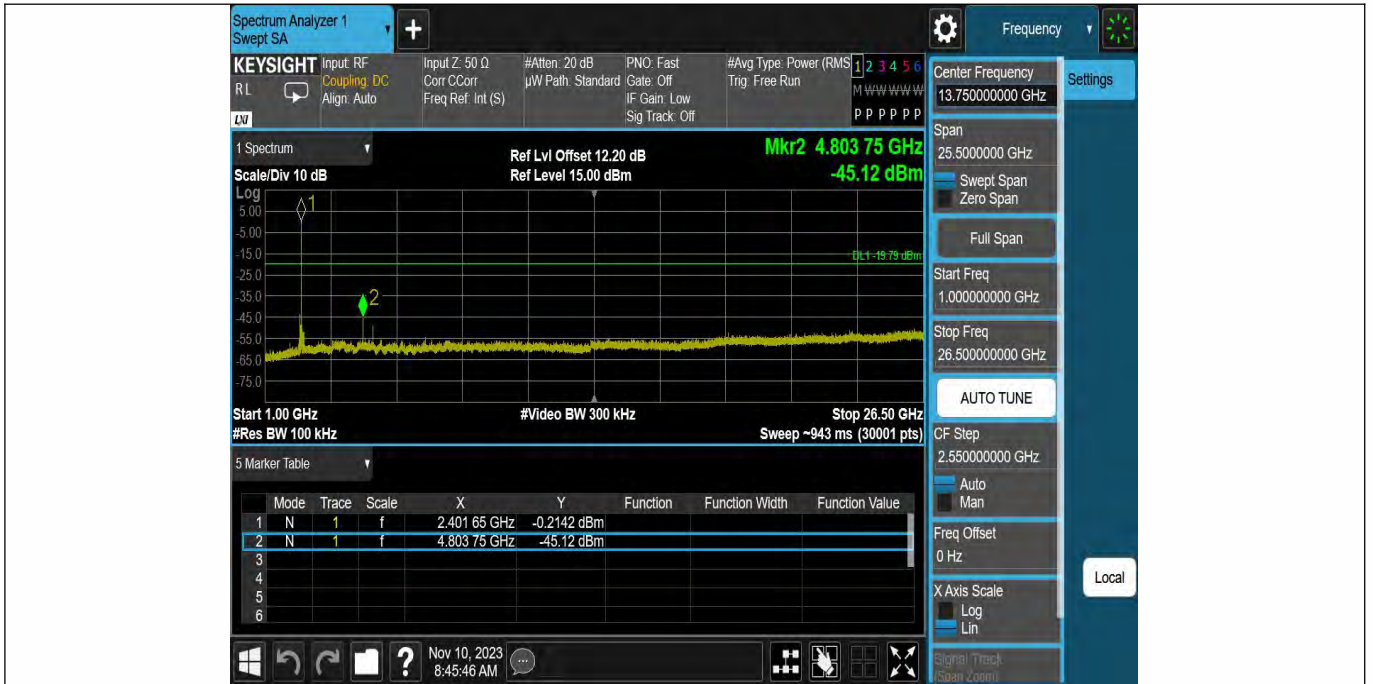 Spectrum Analyzer 1
Swept SA
+
Frequency
KEYSIGHT
RL
LXI
Input: RF
Coupling: DC
Align: Auto
Input Z: 50 Ω
Corr CCorr
Freq Ref: Int (S)
#Atten: 20 dB
µW Path: Standard
PNO: Fast
Gate: Off
IF Gain: Low
Sig Track: Off
#Avg Type: Power (RMS
Trig: Free Run
1 2 3 4 5 6
M W W W W W
P P P P P P
1 Spectrum
Scale/Div 10 dB
Ref Lvl Offset 12.20 dB
Ref Level 15.00 dBm
Mkr2 4.803 75 GHz
-45.12 dBm
Log
5.00
-5.00
-15.0
-25.0
-35.0
-45.0
-55.0
-65.0
-75.0
1
2
DL1 -19.79 dBm
Start 1.00 GHz
#Video BW 300 kHz
Stop 26.50 GHz
#Res BW 100 kHz
Sweep ~943 ms (30001 pts)
5 Marker Table
Mode Trace Scale X Y Function Function Width Function Value
1 N 1 f 2.401 65 GHz -0.2142 dBm
2 N 1 f 4.803 75 GHz -45.12 dBm
3
4
5
6
Nov 10, 2023
8:45:46 AM
?
Center Frequency
13.750000000 GHz
Settings
Span
25.5000000 GHz
Swept Span
Zero Span
Full Span
Start Freq
1.000000000 GHz
Stop Freq
26.500000000 GHz
AUTO TUNE
CF Step
2.550000000 GHz
Auto
Man
Freq Offset
0 Hz
X Axis Scale
Log
Lin
Signal Track
(Span Zoom)
Local